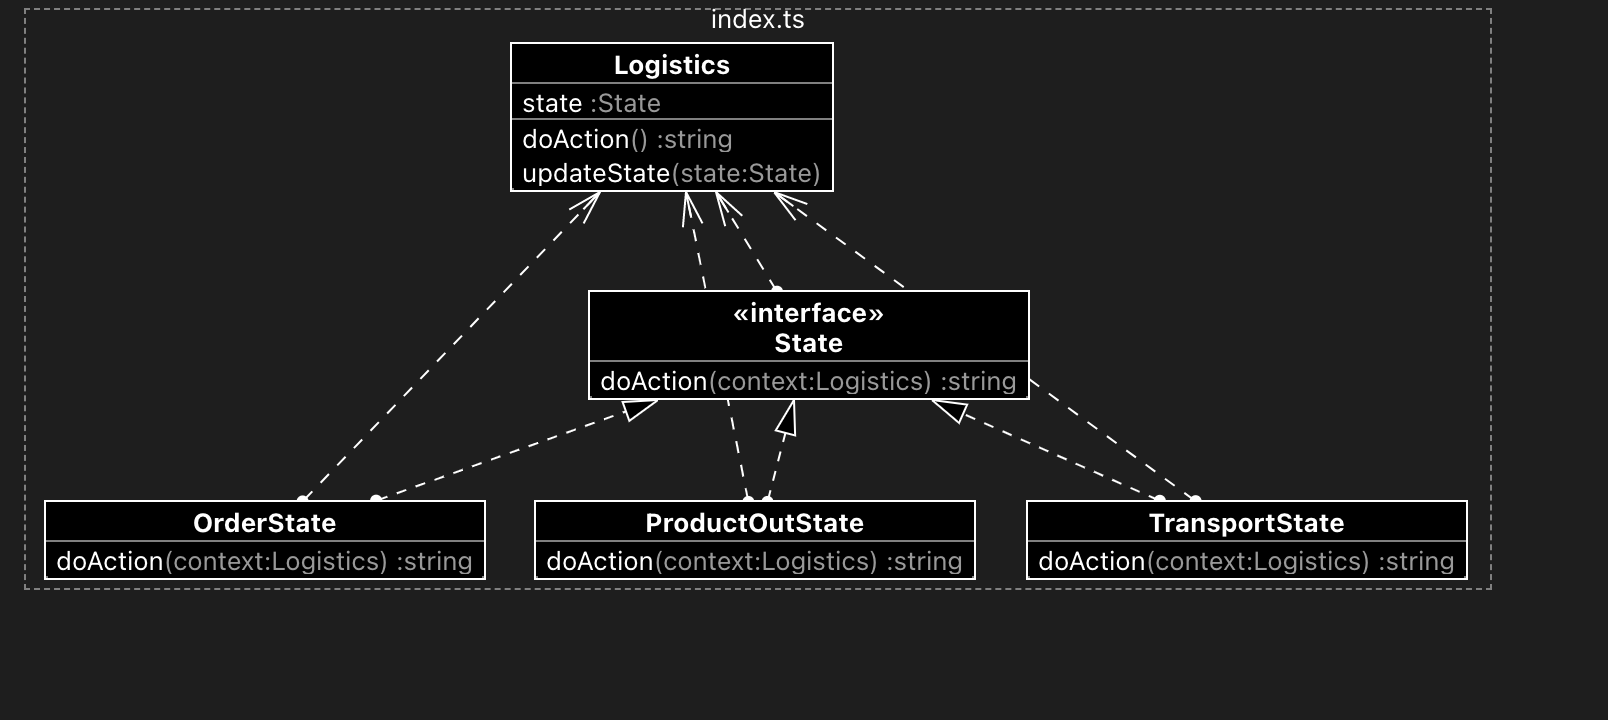 index.ts
Logistics
state :State
doAction() :string
updateState(state:State)
«interface»
State
doAction(context:Logistics) :string
OrderState
doAction(context:Logistics) :string
ProductOutState
doAction(context:Logistics) :string
TransportState
doAction(context:Logistics) :string